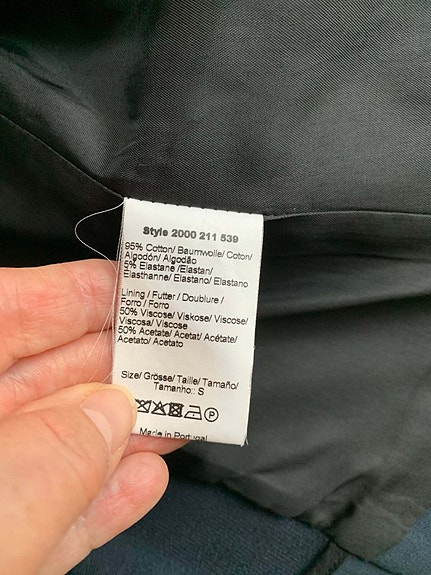 Style 2000 211 539
95% Cotton/ Baumwolle/ Coton/
Algodón/ Algodão
5% Elastane /Elastan/
Elasthanne/ Elastano/ Elastano
Lining / Futter / Doublure /
Forro / Forro
50% Viscose/ Viskose/ Viscose/
Viscosa/ Viscose
50% Acetate/ Acetat/ Acétate/
Acetato/ Acetato
Size/ Grösse/ Taille/ Tamaño/
Tamanho:: S
P
Made in Portugal